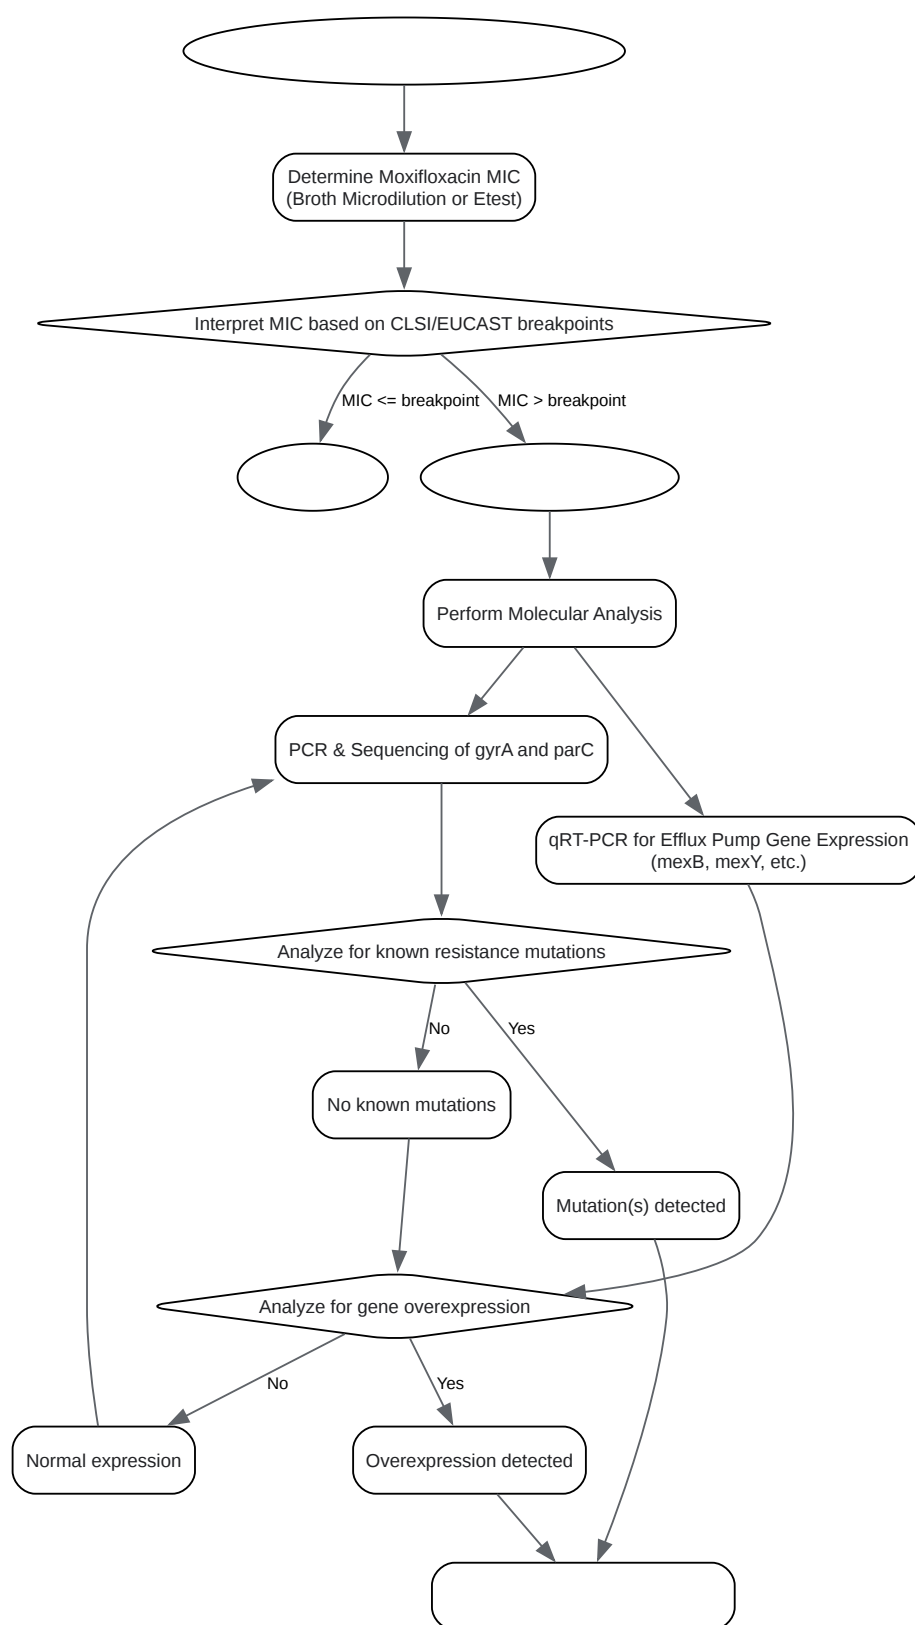 Determine Moxifloxacin MIC
(Broth Microdilution or Etest)
Interpret MIC based on CLSI/EUCAST breakpoints
MIC <= breakpoint
MIC > breakpoint
Perform Molecular Analysis
PCR & Sequencing of gyrA and parC
qRT-PCR for Efflux Pump Gene Expression
(mexB, mexY, etc.)
Analyze for known resistance mutations
No
Yes
No known mutations
Mutation(s) detected
Analyze for gene overexpression
No
Yes
Normal expression
Overexpression detected